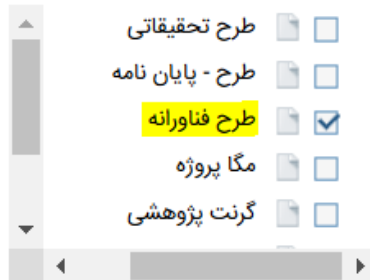 طرح تحقیقاتی
طرح - پایان نامه
طرح فناورانه
مگا پروژه
گرنت پژوهشی